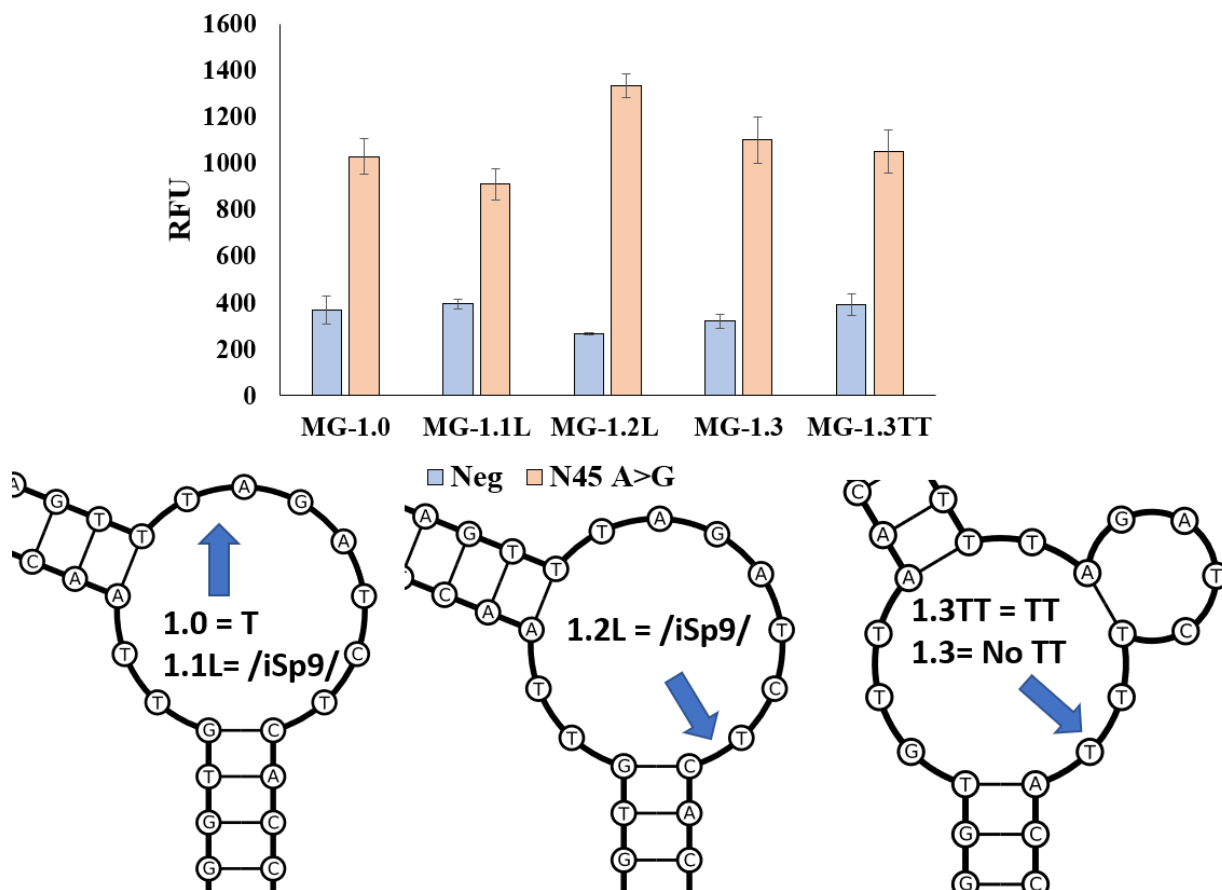 1600
1400
1200
1000
800
600
400
200
0
RFU
MG-1.0 MG-1.1L MG-1.2L MG-1.3 MG-1.3TT
Neg N45 A>G
A G T T T A G A T C T C A C C
C A A T T G T G G
1.0 = T
1.1L= /iSp9/
A G T T T A G A T C T C A C
C A A T T G T G
1.2L = /iSp9/
T T T A G A T C T T T A C C
C A A T T G T G G
1.3TT = TT
1.3= No TT